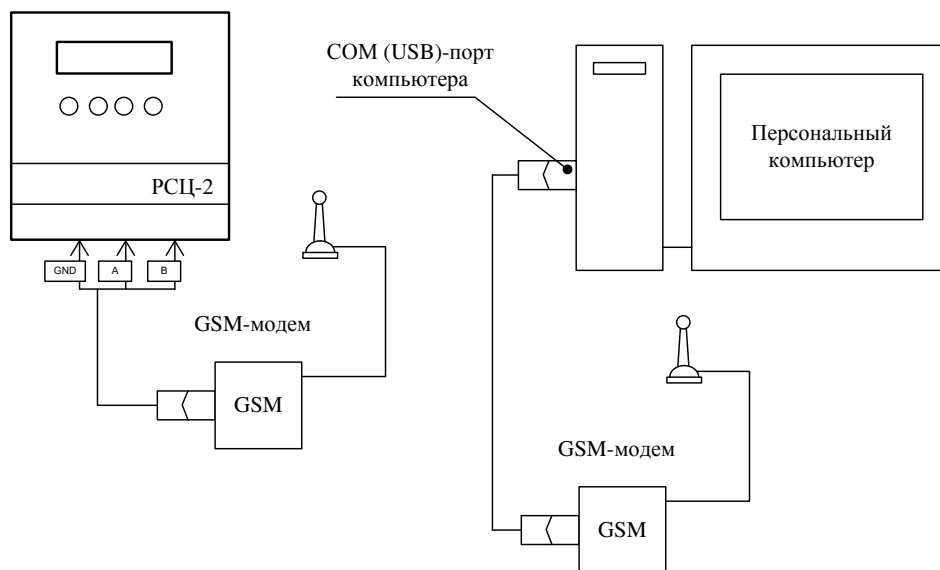 COM (USB)-порт
компьютера
Персональный
компьютер
РСЦ-2
GND
A
B
GSM-модем
GSM
GSM-модем
GSM